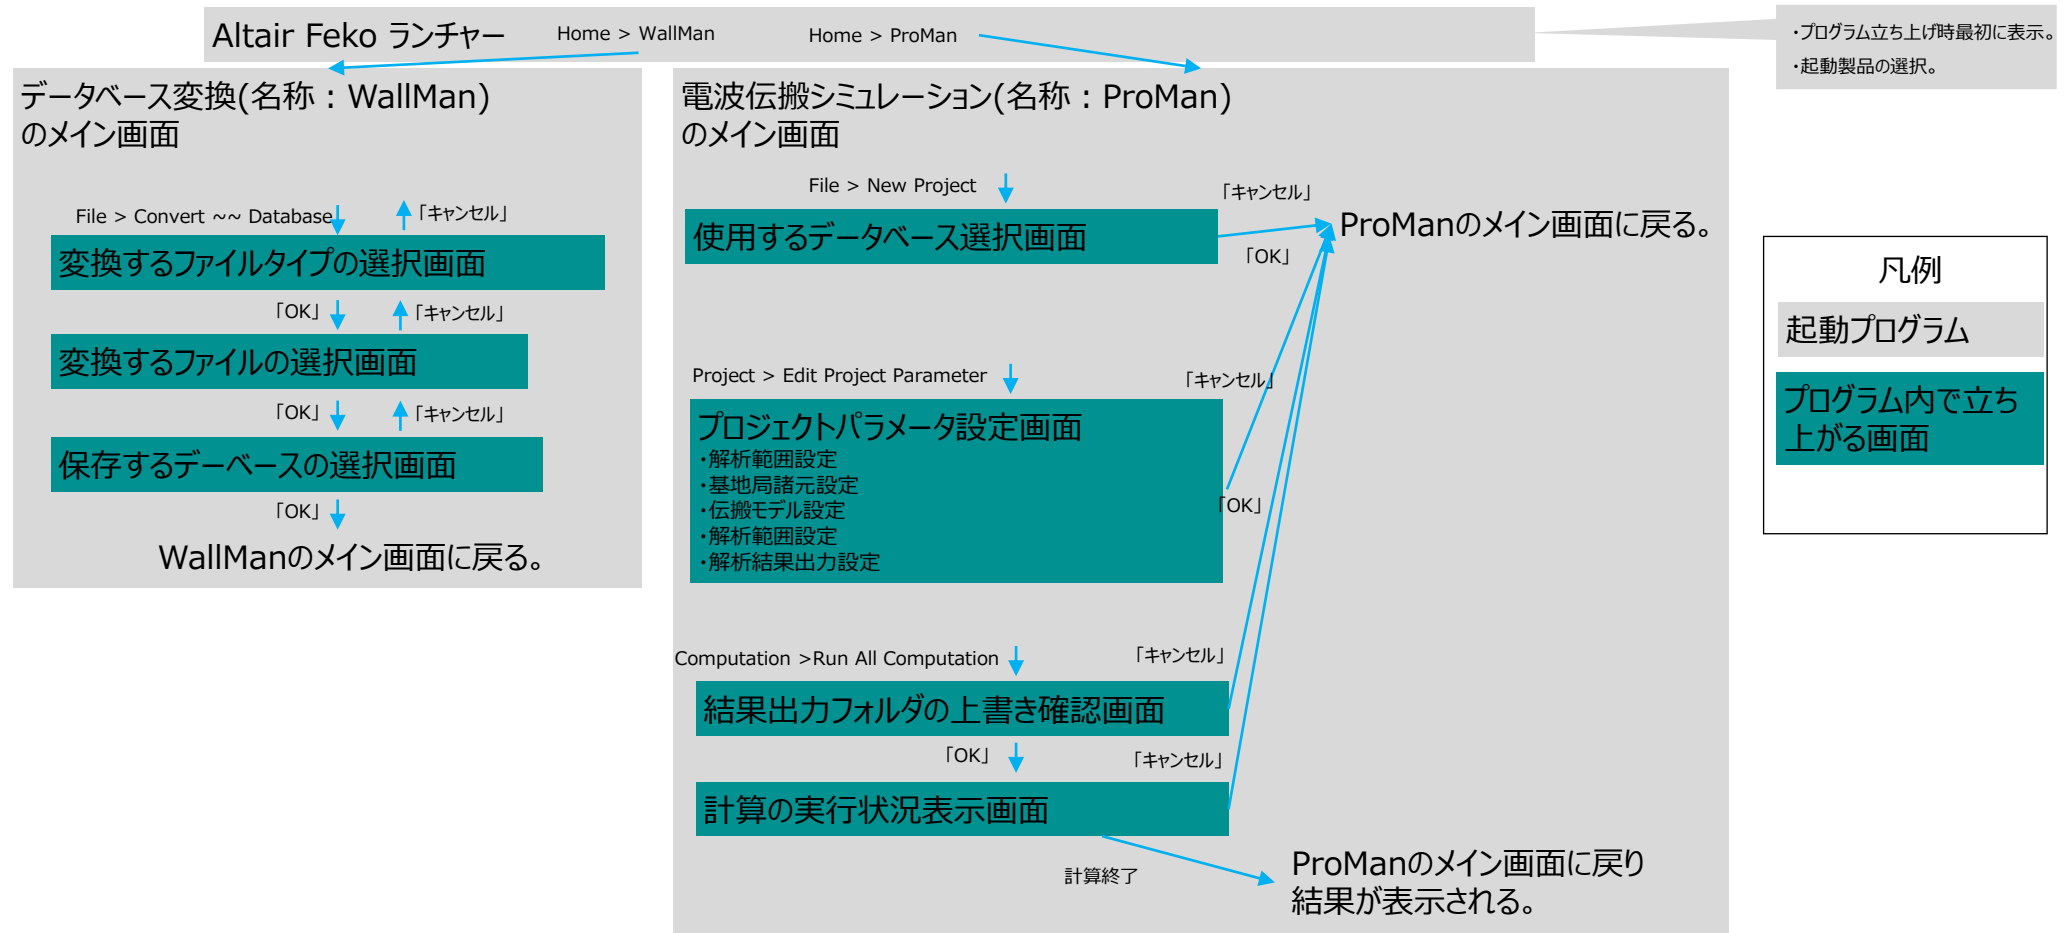 Altair Feko ランチャー
Home > WallMan
Home > ProMan
・プログラム立ち上げ時最初に表示。
・起動製品の選択。
データベース変換(名称：WallMan)
のメイン画面
File > Convert ~~ Database
「キャンセル」
変換するファイルタイプの選択画面
「OK」
「キャンセル」
変換するファイルの選択画面
「OK」
「キャンセル」
保存するデーベースの選択画面
「OK」
WallManのメイン画面に戻る。
電波伝搬シミュレーション(名称：ProMan)
のメイン画面
File > New Project
「キャンセル」
使用するデータベース選択画面
「OK」
ProManのメイン画面に戻る。
Project > Edit Project Parameter
「キャンセル」
プロジェクトパラメータ設定画面
・解析範囲設定
・基地局諸元設定
・伝搬モデル設定
・解析範囲設定
・解析結果出力設定
「OK」
Computation >Run All Computation
「キャンセル」
結果出力フォルダの上書き確認画面
「OK」
「キャンセル」
計算の実行状況表示画面
計算終了
ProManのメイン画面に戻り
結果が表示される。
凡例
起動プログラム
プログラム内で立ち
上がる画面